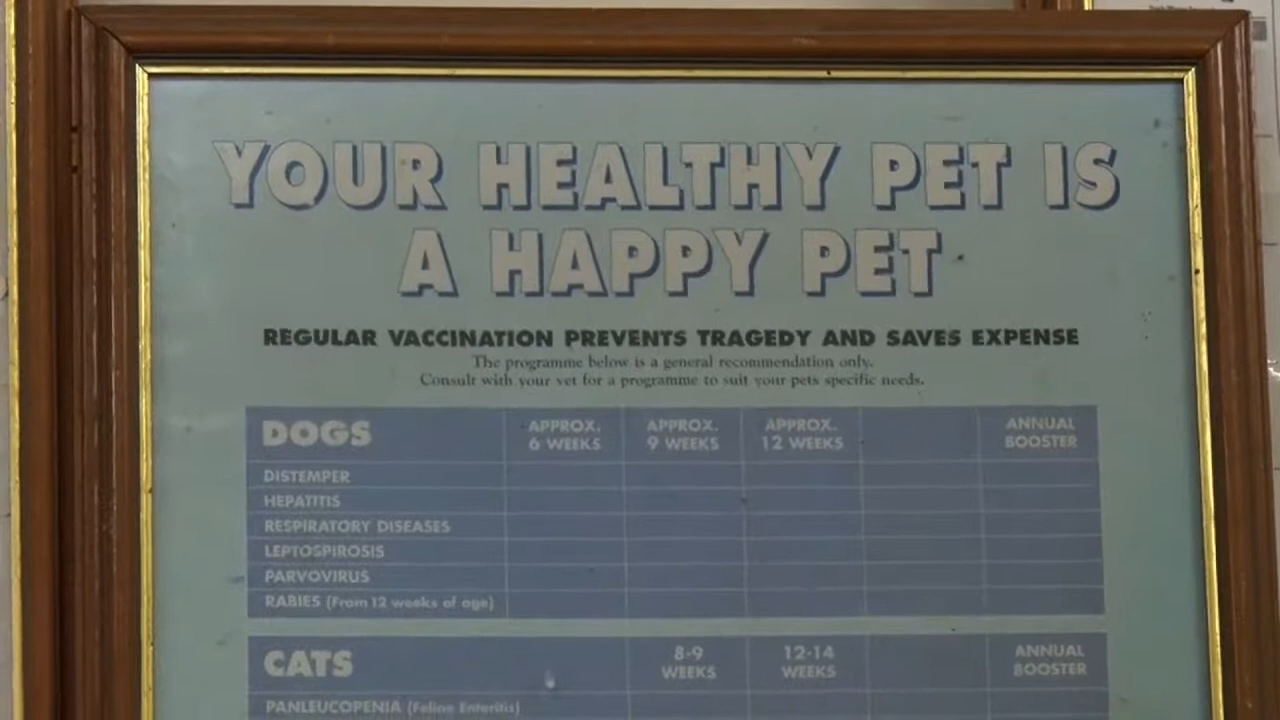 YOUR HEALTHY PET IS
A HAPPY PET
REGULAR VACCINATION PREVENTS TRAGEDY AND SAVES EXPENSE
The programme below is a general recommendation only.
Consult with your vet for a programme to suit your pets specific needs.
DOGS APPROX. 6 WEEKS APPROX. 9 WEEKS APPROX. 12 WEEKS ANNUAL BOOSTER
DISTEMPER
HEPATITIS
RESPIRATORY DISEASES
LEPTOSPIROSIS
PARVOVIRUS
RABIES (From 12 weeks of age)
CATS 8-9 WEEKS 12-14 WEEKS ANNUAL BOOSTER
PANLEUCOPENIA (Feline Enteritis)